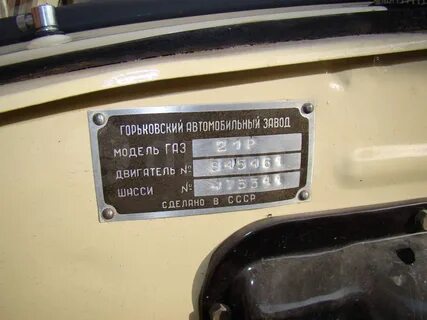 ГОРЬКОВСКИЙ АВТОМОБИЛЬНЫЙ ЗАВОД
МОДЕЛЬ ГАЗ 21Р
ДВИГАТЕЛЬ №
ШАССИ №
СДЕЛАНО В СССР